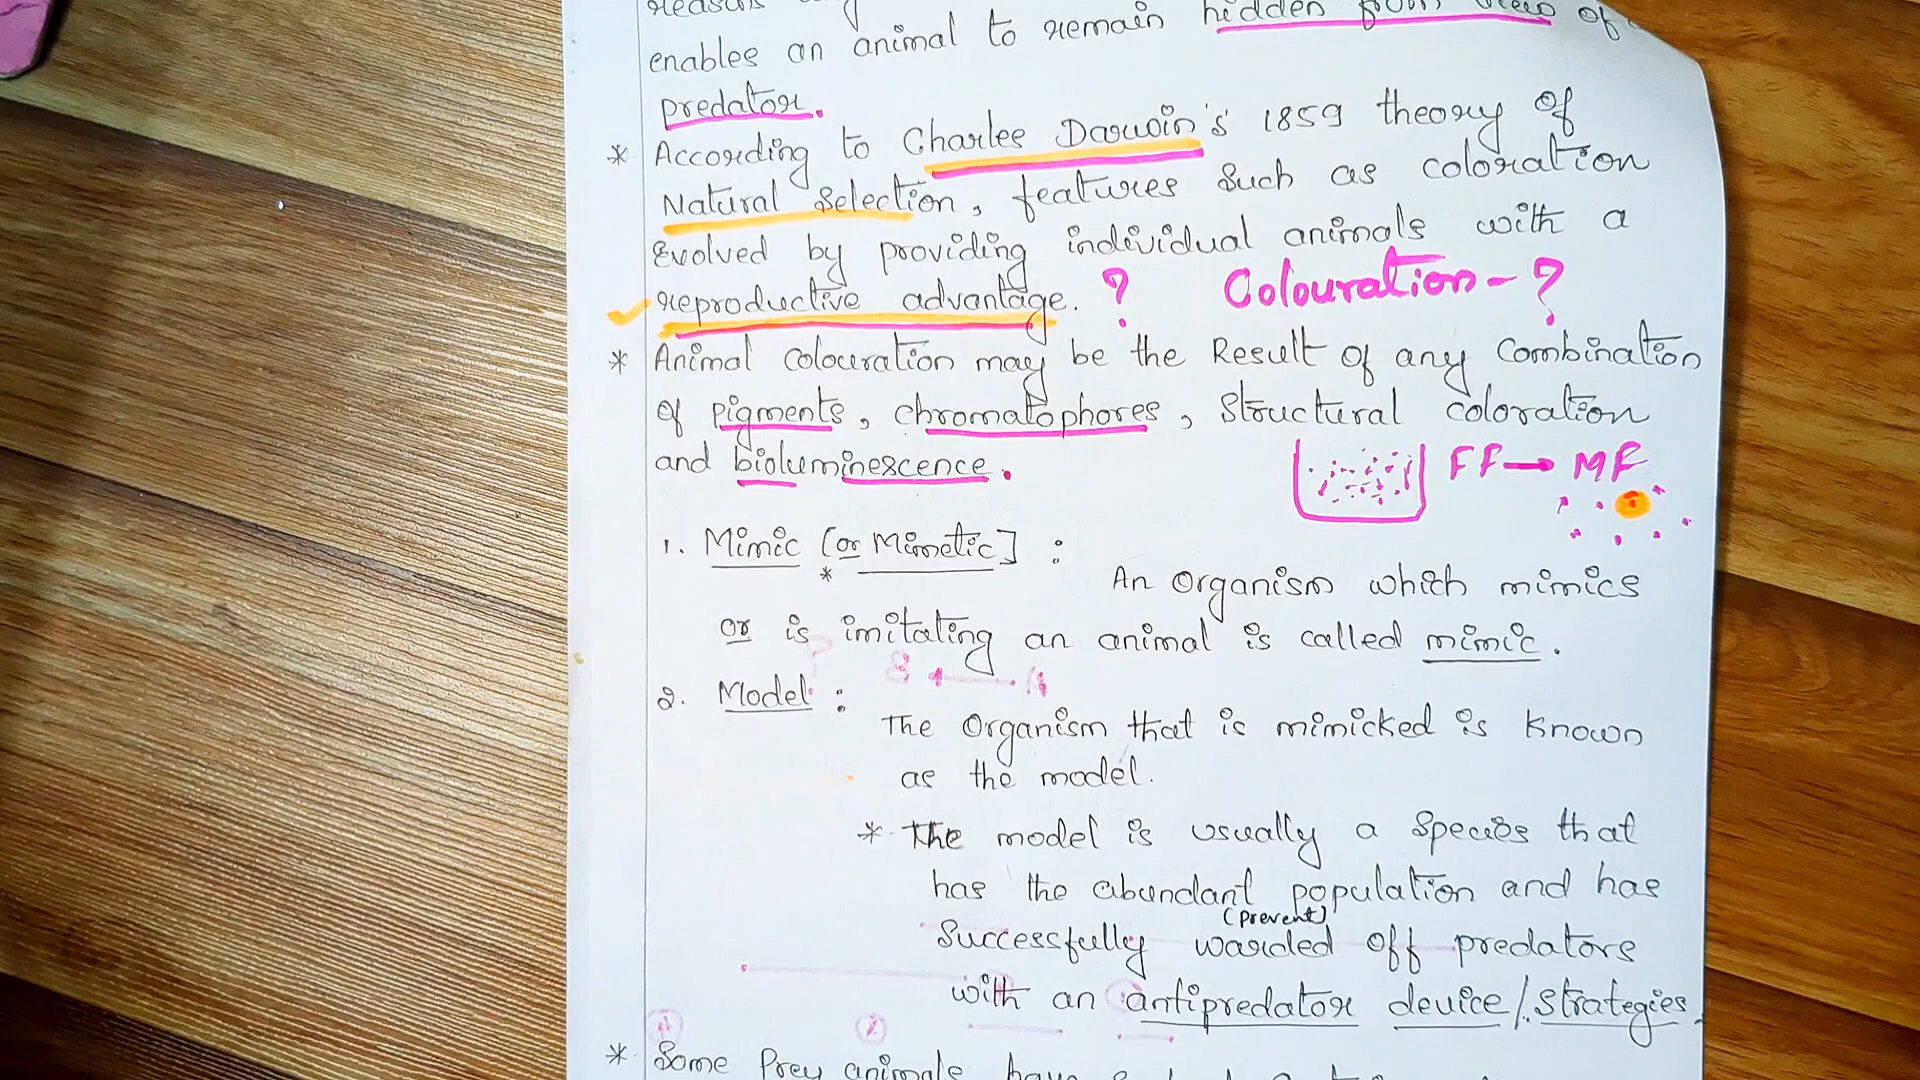 enables an animal to remain hidden from view of
predator.
* According to Charles Darwin's 1859 theory of
Natural Selection, features such as coloration
Evolved by providing individual animals with a
reproductive advantage. ? Colouration - ?
* Animal colouration may be the Result of any Combination
of pigments, chromatophores, Structural coloration
and bioluminescence.
FF → MF
1. Mimic [or Mimetic] :
*
An Organism which mimics
or is imitating an animal is called mimic.
2. Model :
The Organism that is mimicked is known
as the model.
* The model is usually a Species that
has the abundant population and has
(prevent)
Successfully warded off predators
with an antipredator device/strategies.
* Some Prey animals have